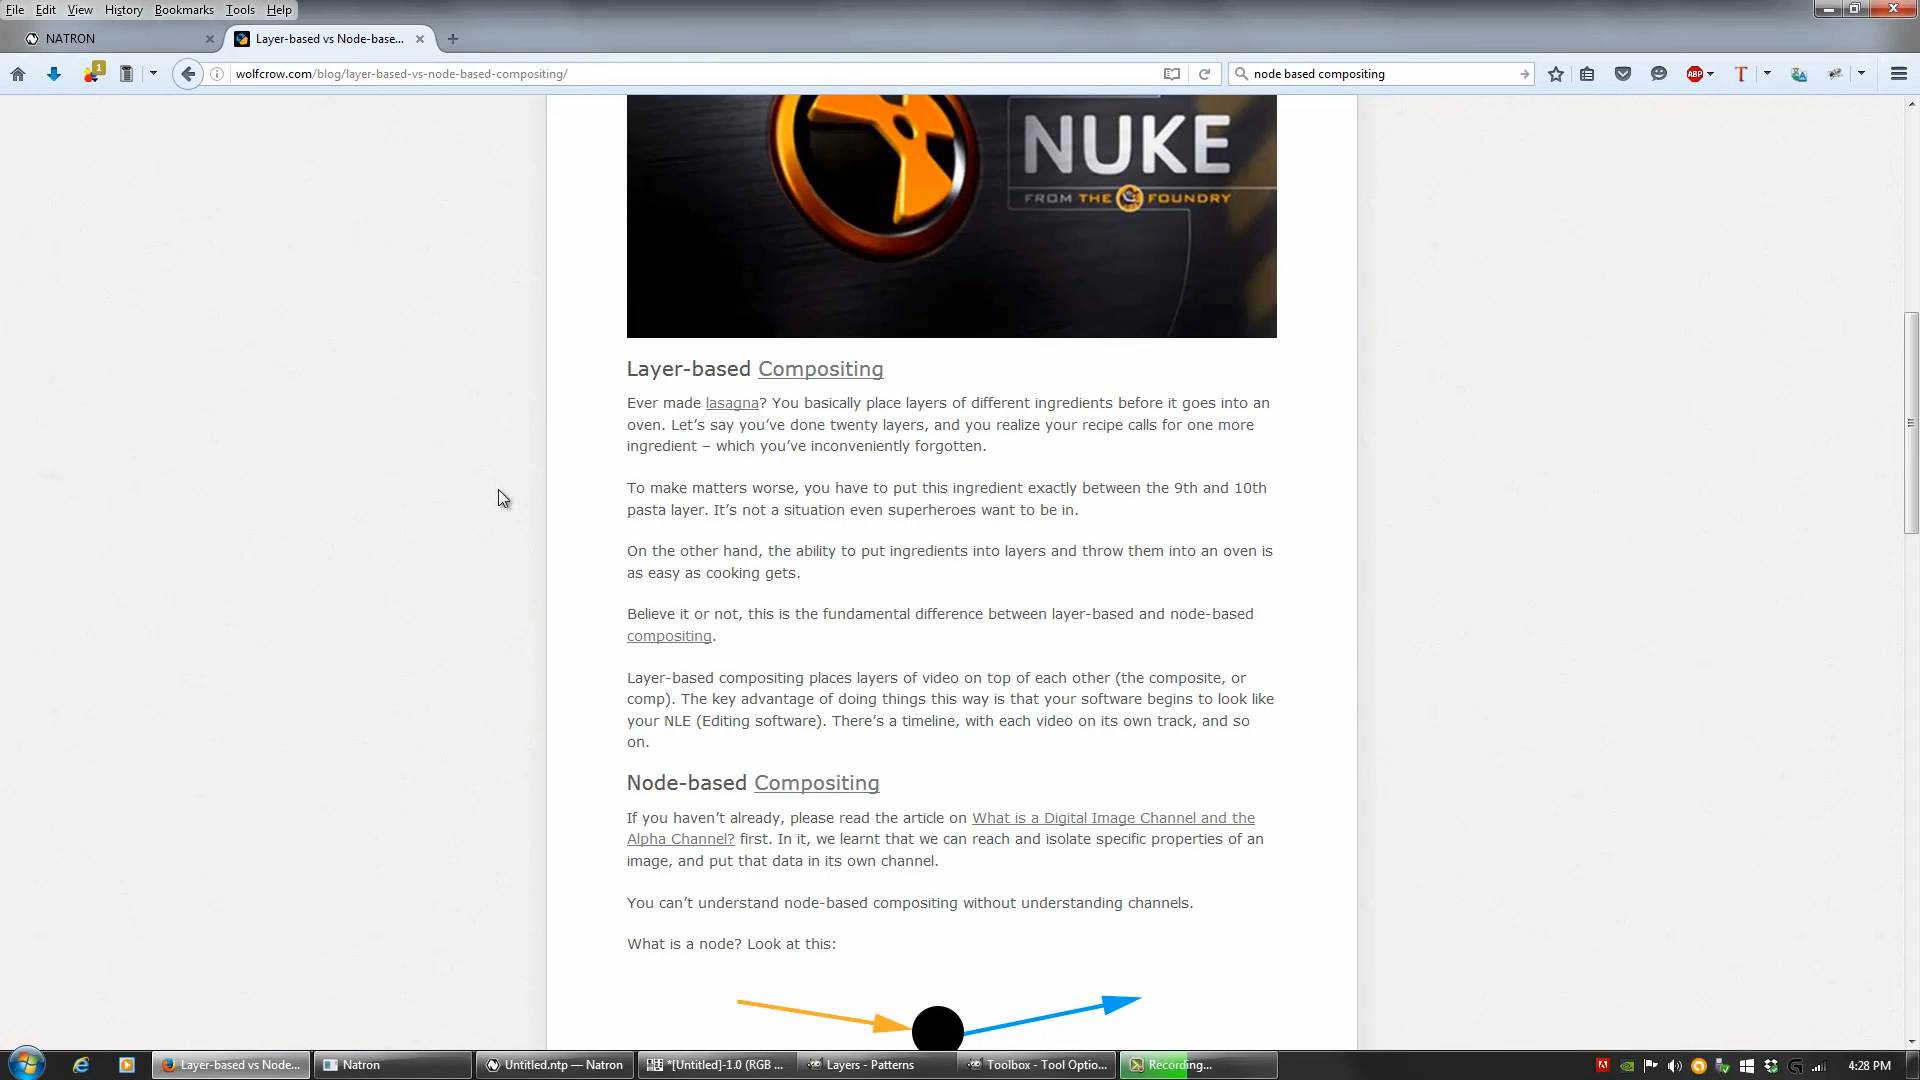 File Edit View History Bookmarks Tools Help
NATRON
Layer-based vs Node-base...
1
wolfcrow.com/blog/layer-based-vs-node-based-compositing/
node based compositing
ABP
T
NUKE
FROM THE FOUNDRY
Layer-based Compositing
Ever made lasagna? You basically place layers of different ingredients before it goes into an
oven. Let’s say you’ve done twenty layers, and you realize your recipe calls for one more
ingredient – which you’ve inconveniently forgotten.
To make matters worse, you have to put this ingredient exactly between the 9th and 10th
pasta layer. It’s not a situation even superheroes want to be in.
On the other hand, the ability to put ingredients into layers and throw them into an oven is
as easy as cooking gets.
Believe it or not, this is the fundamental difference between layer-based and node-based
compositing.
Layer-based compositing places layers of video on top of each other (the composite, or
comp). The key advantage of doing things this way is that your software begins to look like
your NLE (Editing software). There’s a timeline, with each video on its own track, and so
on.
Node-based Compositing
If you haven’t already, please read the article on What is a Digital Image Channel and the
Alpha Channel? first. In it, we learnt that we can reach and isolate specific properties of an
image, and put that data in its own channel.
You can’t understand node-based compositing without understanding channels.
What is a node? Look at this:
Layer-based vs Node...
Natron
Untitled.ntp — Natron
*[Untitled]-1.0 (RGB ...
Layers - Patterns
Toolbox - Tool Optio...
Recording...
4:28 PM